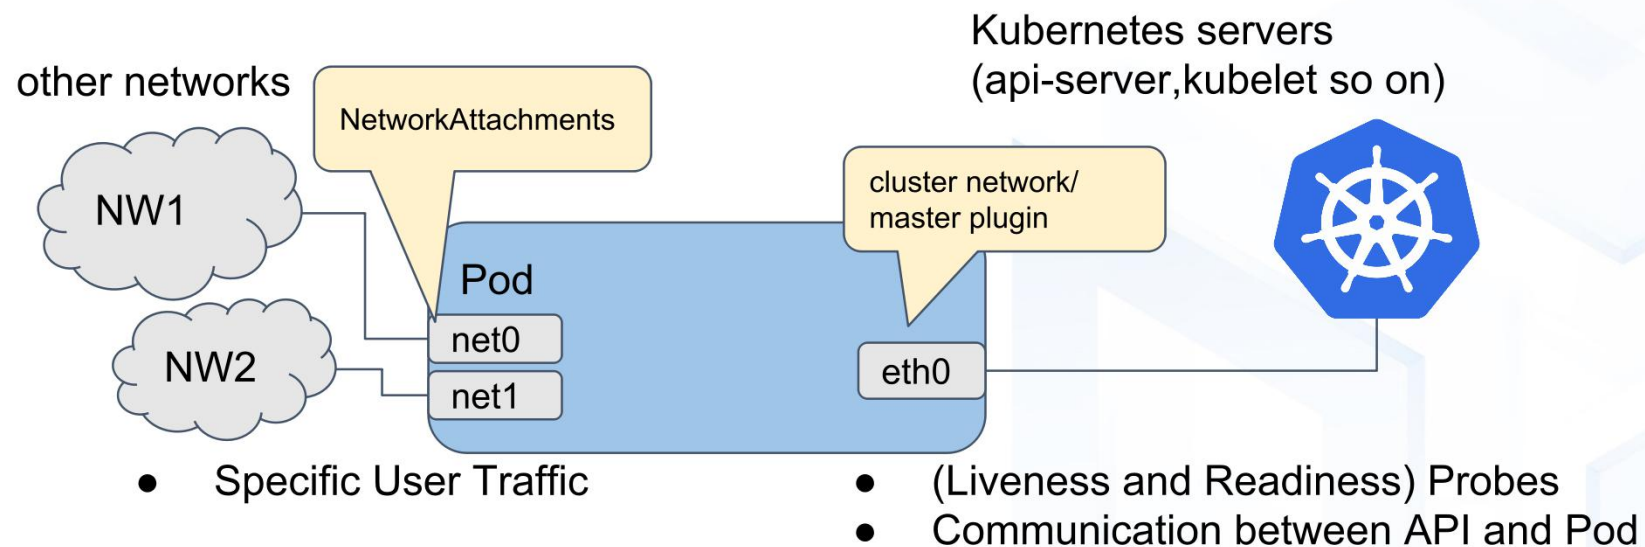 Kubernetes servers
(api-server,kubelet so on)
other networks
NetworkAttachments
cluster network/
master plugin
NW1
Pod
net0
NW2
eth0
net1
● Specific User Traffic
● (Liveness and Readiness) Probes
● Communication between API and Pod